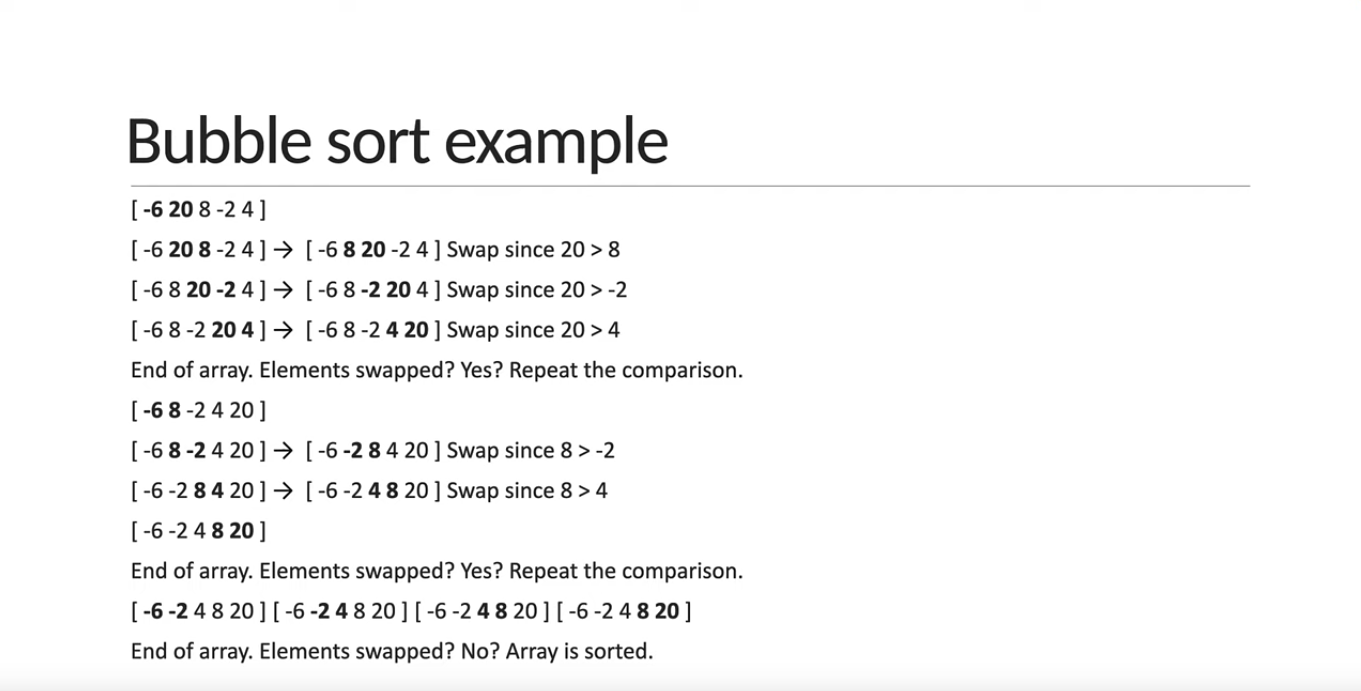 Bubble sort example
[ -6 20 8 -2 4 ]
[ -6 20 8 -2 4 ] → [ -6 8 20 -2 4 ] Swap since 20 > 8
[ -6 8 20 -2 4 ] → [ -6 8 -2 20 4 ] Swap since 20 > -2
[ -6 8 -2 20 4 ] → [ -6 8 -2 4 20 ] Swap since 20 > 4
End of array. Elements swapped? Yes? Repeat the comparison.
[ -6 8 -2 4 20 ]
[ -6 8 -2 4 20 ] → [ -6 -2 8 4 20 ] Swap since 8 > -2
[ -6 -2 8 4 20 ] → [ -6 -2 4 8 20 ] Swap since 8 > 4
[ -6 -2 4 8 20 ]
End of array. Elements swapped? Yes? Repeat the comparison.
[ -6 -2 4 8 20 ] [ -6 -2 4 8 20 ] [ -6 -2 4 8 20 ] [ -6 -2 4 8 20 ]
End of array. Elements swapped? No? Array is sorted.